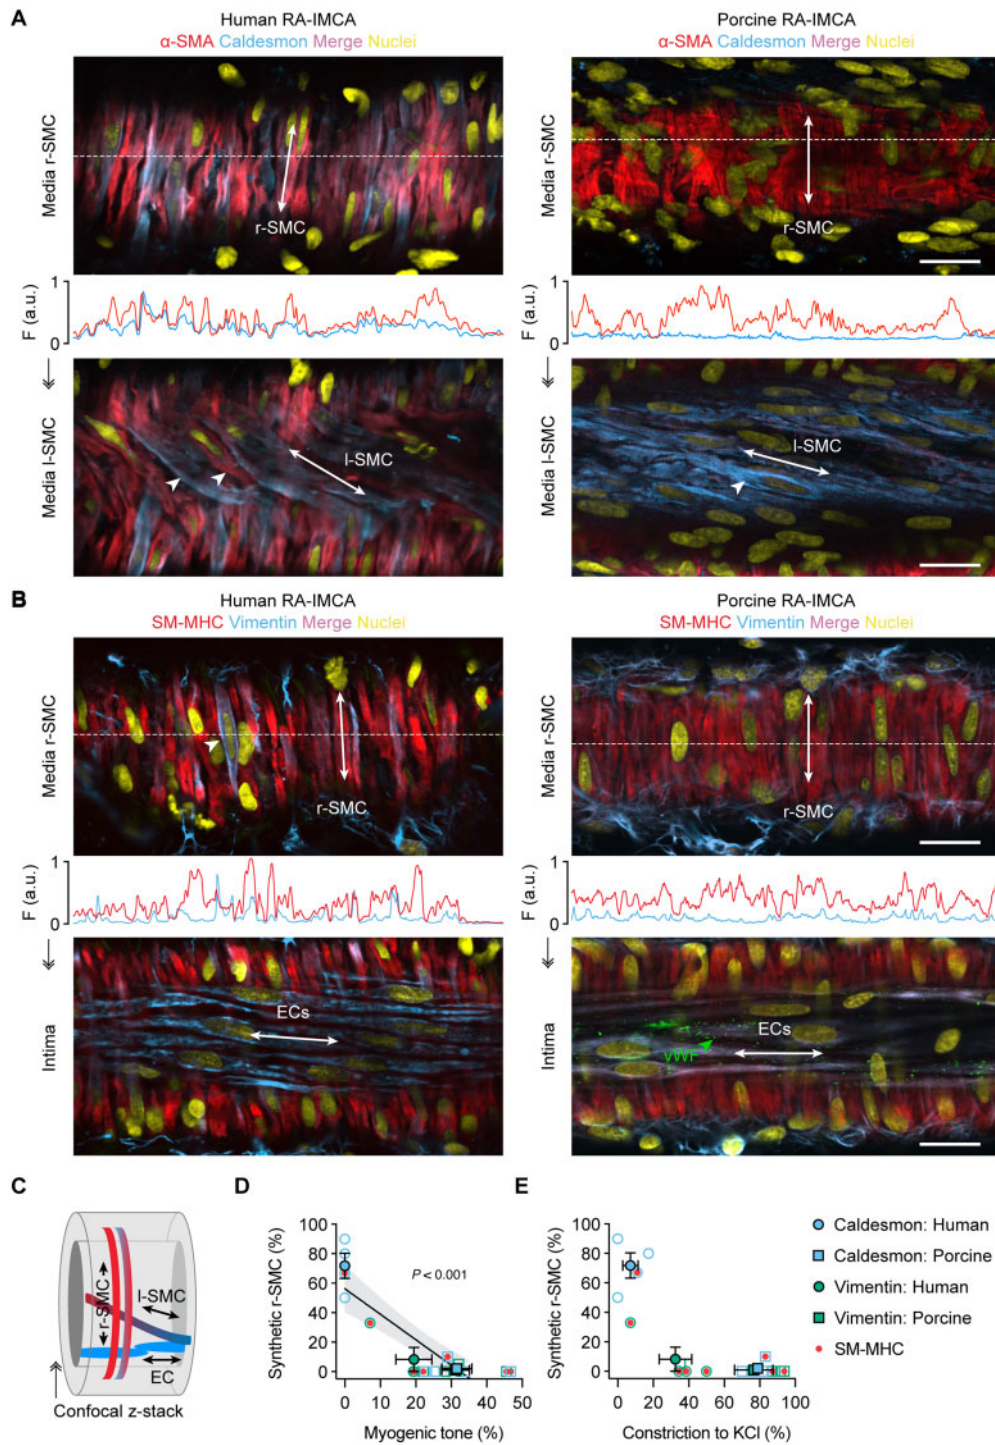 A
Human RA-IMCA
α-SMA Caldesmon Merge Nuclei
Porcine RA-IMCA
α-SMA Caldesmon Merge Nuclei
Media r-SMC
r-SMC
Media r-SMC
r-SMC
F (a.u.)
1
0
F (a.u.)
1
0
Media l-SMC
l-SMC
Media l-SMC
l-SMC
B
Human RA-IMCA
SM-MHC Vimentin Merge Nuclei
Porcine RA-IMCA
SM-MHC Vimentin Merge Nuclei
Media r-SMC
r-SMC
Media r-SMC
r-SMC
F (a.u.)
1
0
F (a.u.)
1
0
Intima
ECs
Intima
ECs
vWF
C
r-SMC
l-SMC
EC
Confocal z-stack
D
Synthetic r-SMC (%)
100
80
60
40
20
0
P < 0.001
0 10 20 30 40 50
Myogenic tone (%)
E
Synthetic r-SMC (%)
100
80
60
40
20
0
0 20 40 60 80 100
Constriction to KCl (%)
Caldesmon: Human
Caldesmon: Porcine
Vimentin: Human
Vimentin: Porcine
SM-MHC